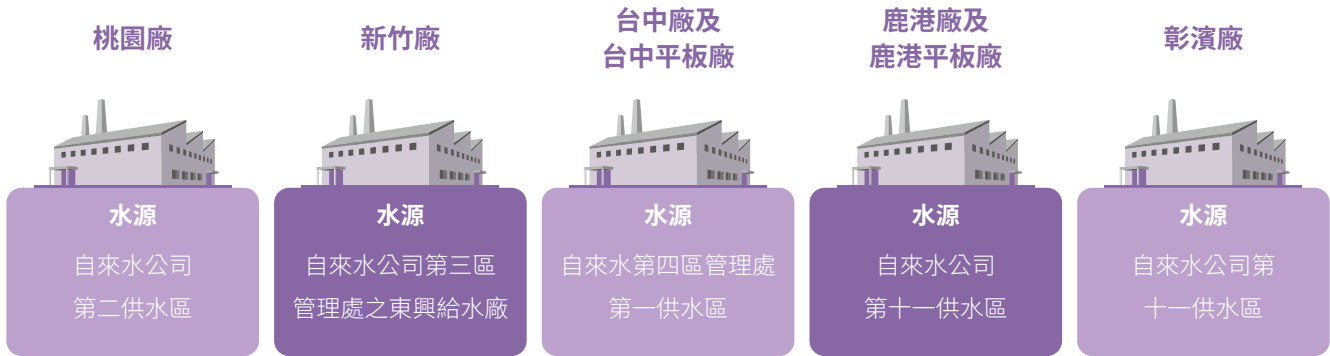 桃園廠
新竹廠
台中廠及
台中平板廠
鹿港廠及
鹿港平板廠
彰濱廠
水源
自來水公司
第二供水區
水源
自來水公司第三區
管理處之東興給水廠
水源
自來水第四區管理處
第一供水區
水源
自來水公司
第十一供水區
水源
自來水公司第
十一供水區